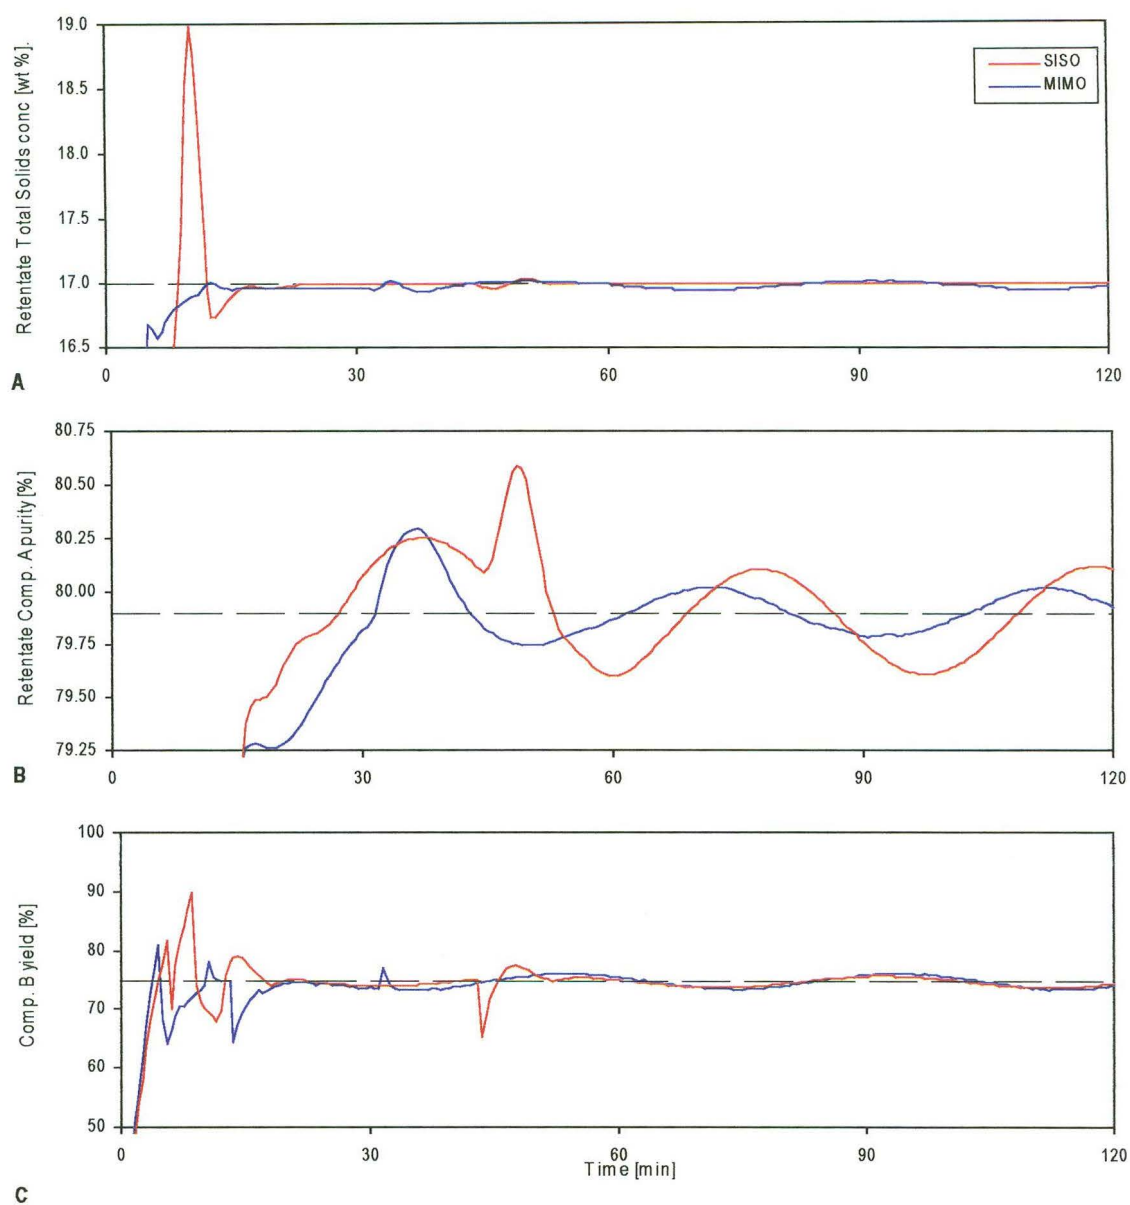 Retentate Total Solids conc [wt %].
19.0
18.5
18.0
17.5
17.0
16.5
SISO
MIMO
0 30 60 90 120
A
Retentate Comp. Apurity [%]
80.75
80.50
80.25
80.00
79.75
79.50
79.25
0 30 60 90 120
B
Comp. B yield [%]
100
90
80
70
60
50
0 30 60 90 120
Time [min]
C